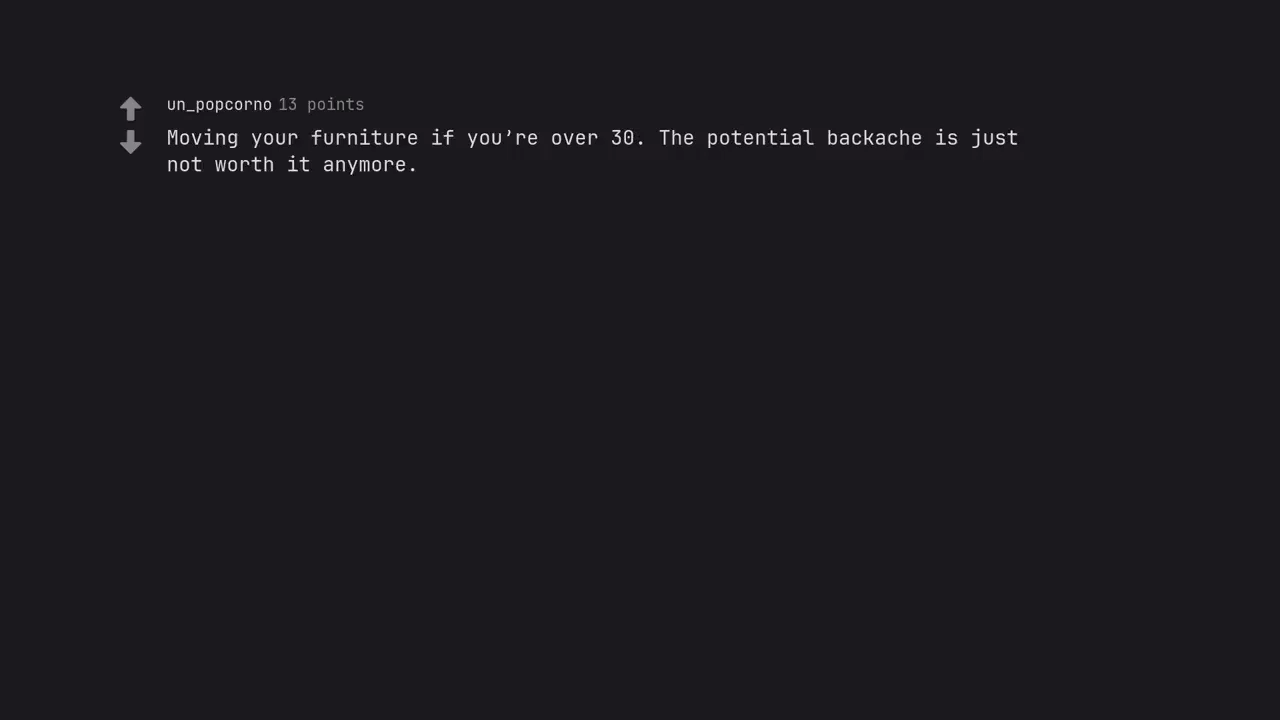 un_popcorno 13 points
Moving your furniture if you’re over 30. The potential backache is just
not worth it anymore.